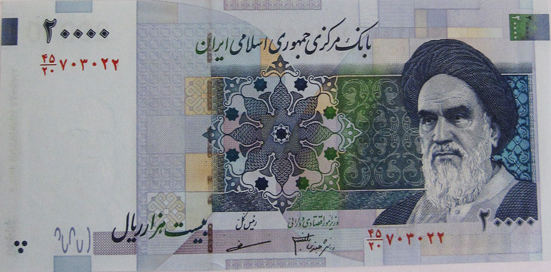 بانک مرکزی جمهوری اسلامی ایران
۲۰۰۰۰
۴۵/۲۰ ۷۰۳۰۲۲
وزیر امور اقتصادی و دارائی
رئیس کل
بیست هزار ریال
۲۰۰۰۰
۴۵/۲۰ ۷۰۳۰۲۲